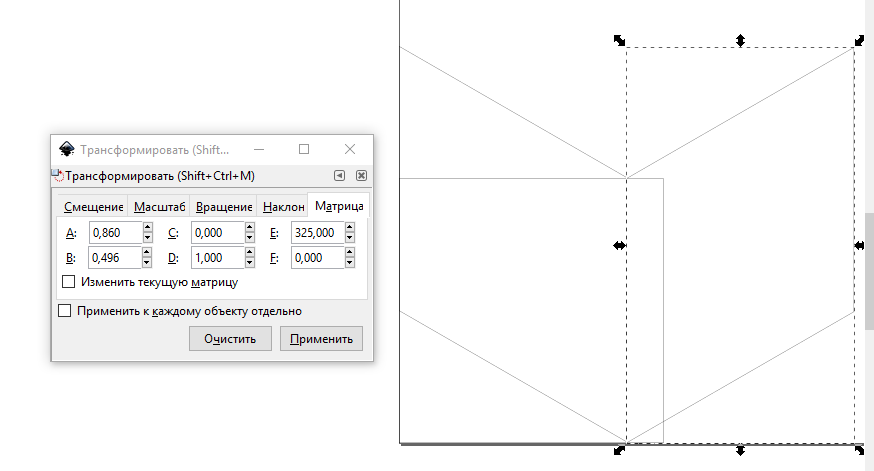 Трансформировать (Shift...
Трансформировать (Shift+Ctrl+M)
Смещение Масштаб Вращение Наклон Матрица
A: 0,860 C: 0,000 E: 325,000
B: 0,496 D: 1,000 F: 0,000
Изменить текущую матрицу
Применить к каждому объекту отдельно
Очистить Применить